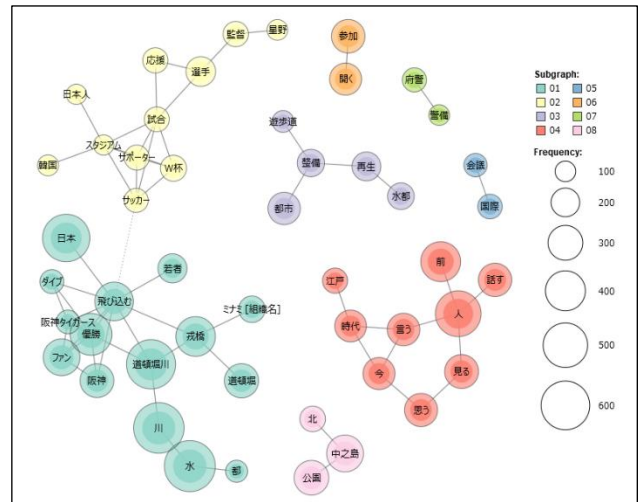 監督
星野
応援
選手
日本人
試合
スタジアム
サポーター
韓国
W杯
サッカー
参加
開く
府警
警備
遊歩道
整備
再生
都市
水都
会議
国際
Subgraph:
01 05
02 06
03 07
04 08
Frequency:
100
200
300
400
500
600
日本
若者
ダイブ
飛び込む
阪神タイガース
優勝
ファン
阪神
ミナミ [組織名]
戎橋
道頓堀川
道頓堀
川
水
都
前
話す
江戸
人
時代
言う
今
見る
思う
北
中之島
公園